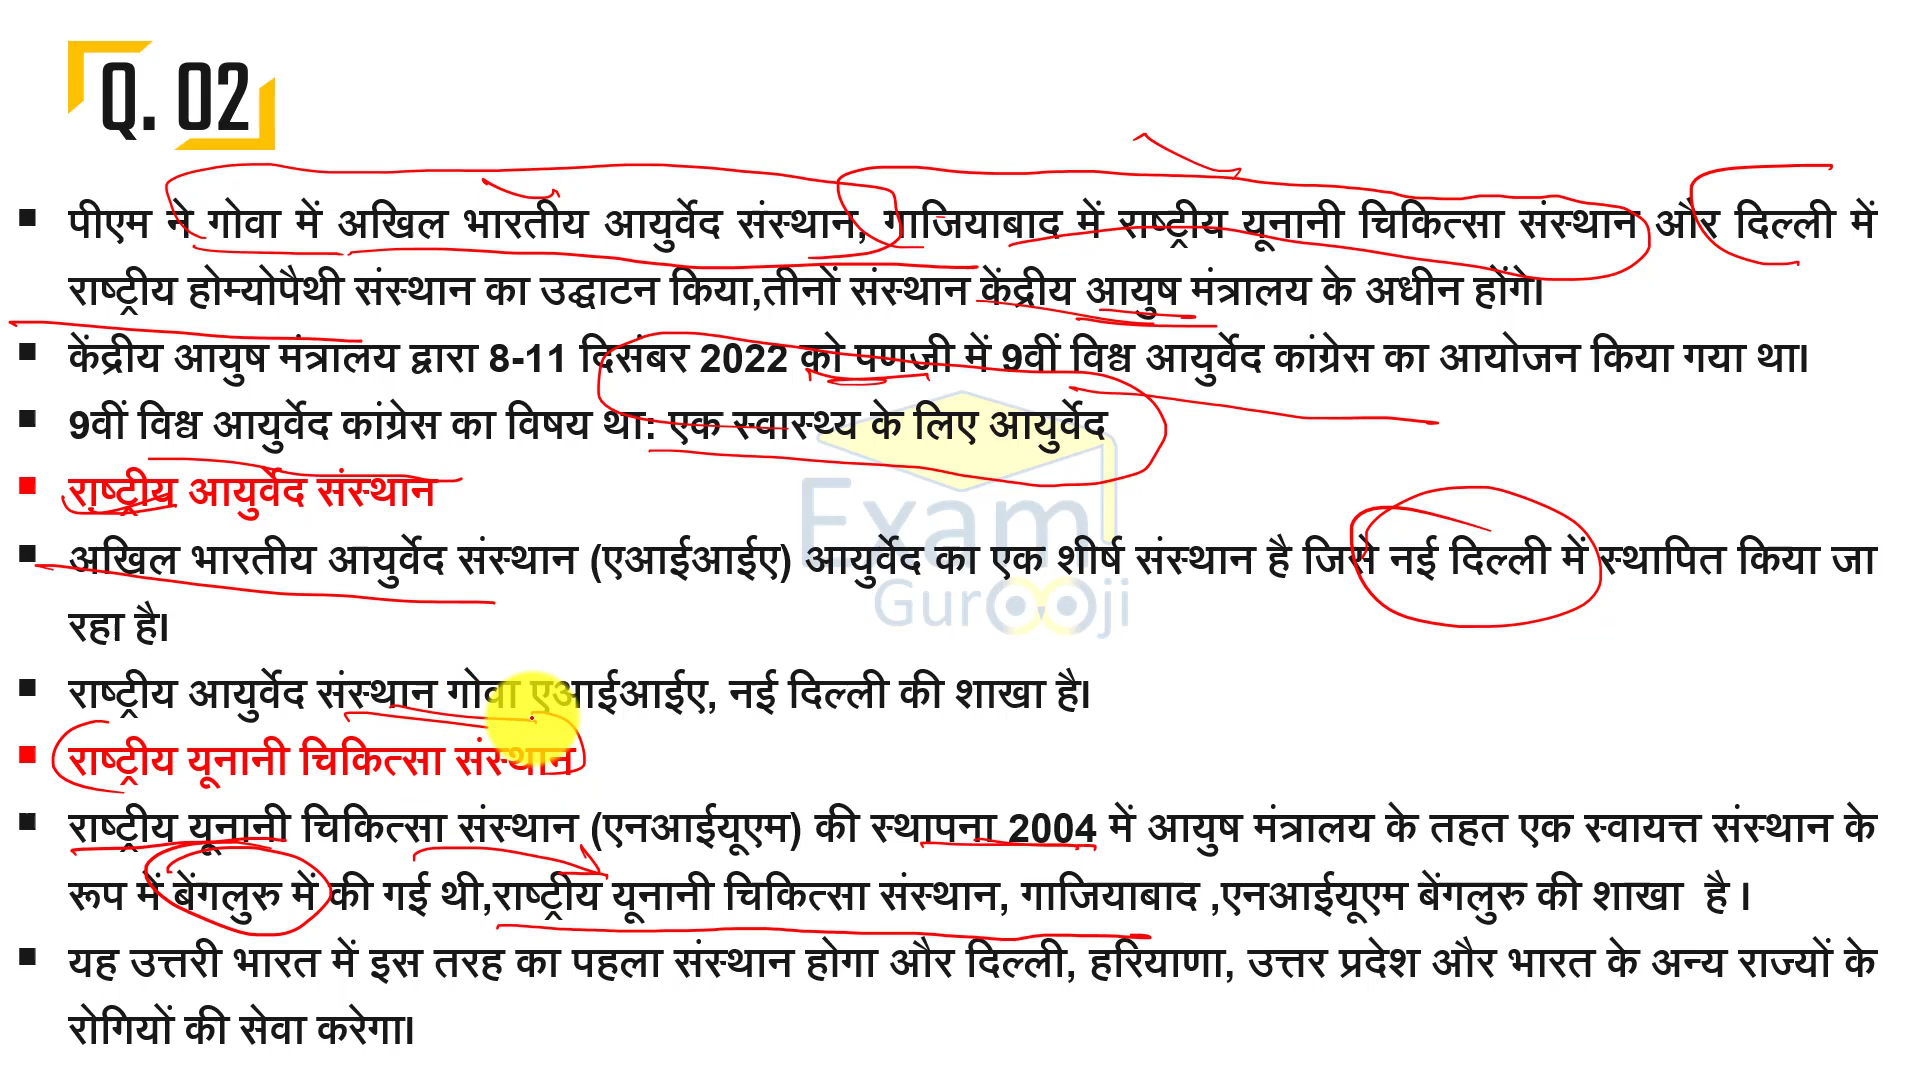 Q. 02
▪ पीएम ने गोवा में अखिल भारतीय आयुर्वेद संस्थान, गाजियाबाद में राष्ट्रीय यूनानी चिकित्सा संस्थान और दिल्ली में
राष्ट्रीय होम्योपैथी संस्थान का उद्घाटन किया,तीनों संस्थान केंद्रीय आयुष मंत्रालय के अधीन होंगे।
▪ केंद्रीय आयुष मंत्रालय द्वारा 8-11 दिसंबर 2022 को पणजी में 9वीं विश्व आयुर्वेद कांग्रेस का आयोजन किया गया था।
▪ 9वीं विश्व आयुर्वेद कांग्रेस का विषय था: एक स्वास्थ्य के लिए आयुर्वेद
▪ राष्ट्रीय आयुर्वेद संस्थान
▪ अखिल भारतीय आयुर्वेद संस्थान (एआईआईए) आयुर्वेद का एक शीर्ष संस्थान है जिसे नई दिल्ली में स्थापित किया जा
रहा है।
▪ राष्ट्रीय आयुर्वेद संस्थान गोवा एआईआईए, नई दिल्ली की शाखा है।
▪ राष्ट्रीय यूनानी चिकित्सा संस्थान
▪ राष्ट्रीय यूनानी चिकित्सा संस्थान (एनआईयूएम) की स्थापना 2004 में आयुष मंत्रालय के तहत एक स्वायत्त संस्थान के
रूप में बेंगलुरु में की गई थी,राष्ट्रीय यूनानी चिकित्सा संस्थान, गाजियाबाद ,एनआईयूएम बेंगलुरु की शाखा है ।
▪ यह उत्तरी भारत में इस तरह का पहला संस्थान होगा और दिल्ली, हरियाणा, उत्तर प्रदेश और भारत के अन्य राज्यों के
रोगियों की सेवा करेगा।
Exam
Gurooji